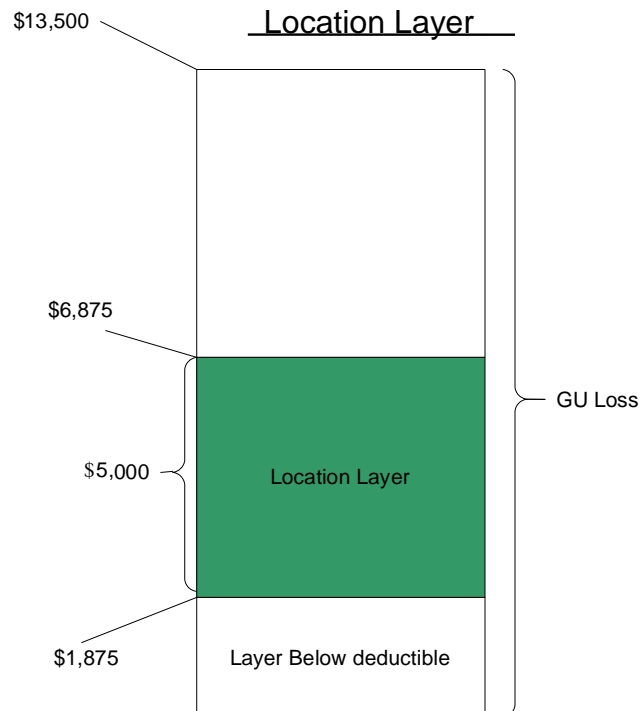 Location Layer
$13,500
$6,875
GU Loss
$5,000
Location Layer
$1,875
Layer Below deductible